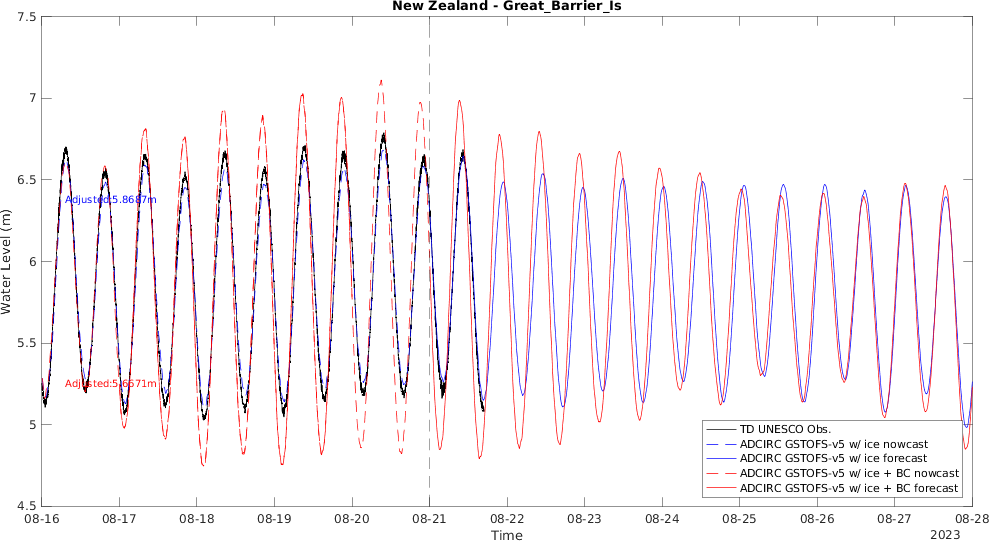 New Zealand - Great_Barrier_Is
7.5
7
6.5
6
5.5
5
4.5
Water Level (m)
Adjusted:5.8687m
Adjusted:5.6571m
TD UNESCO Obs.
ADCIRC GSTOFS-v5 w/ ice nowcast
ADCIRC GSTOFS-v5 w/ ice forecast
ADCIRC GSTOFS-v5 w/ ice + BC nowcast
ADCIRC GSTOFS-v5 w/ ice + BC forecast
08-16 08-17 08-18 08-19 08-20 08-21 08-22 08-23 08-24 08-25 08-26 08-27 08-28
Time
2023